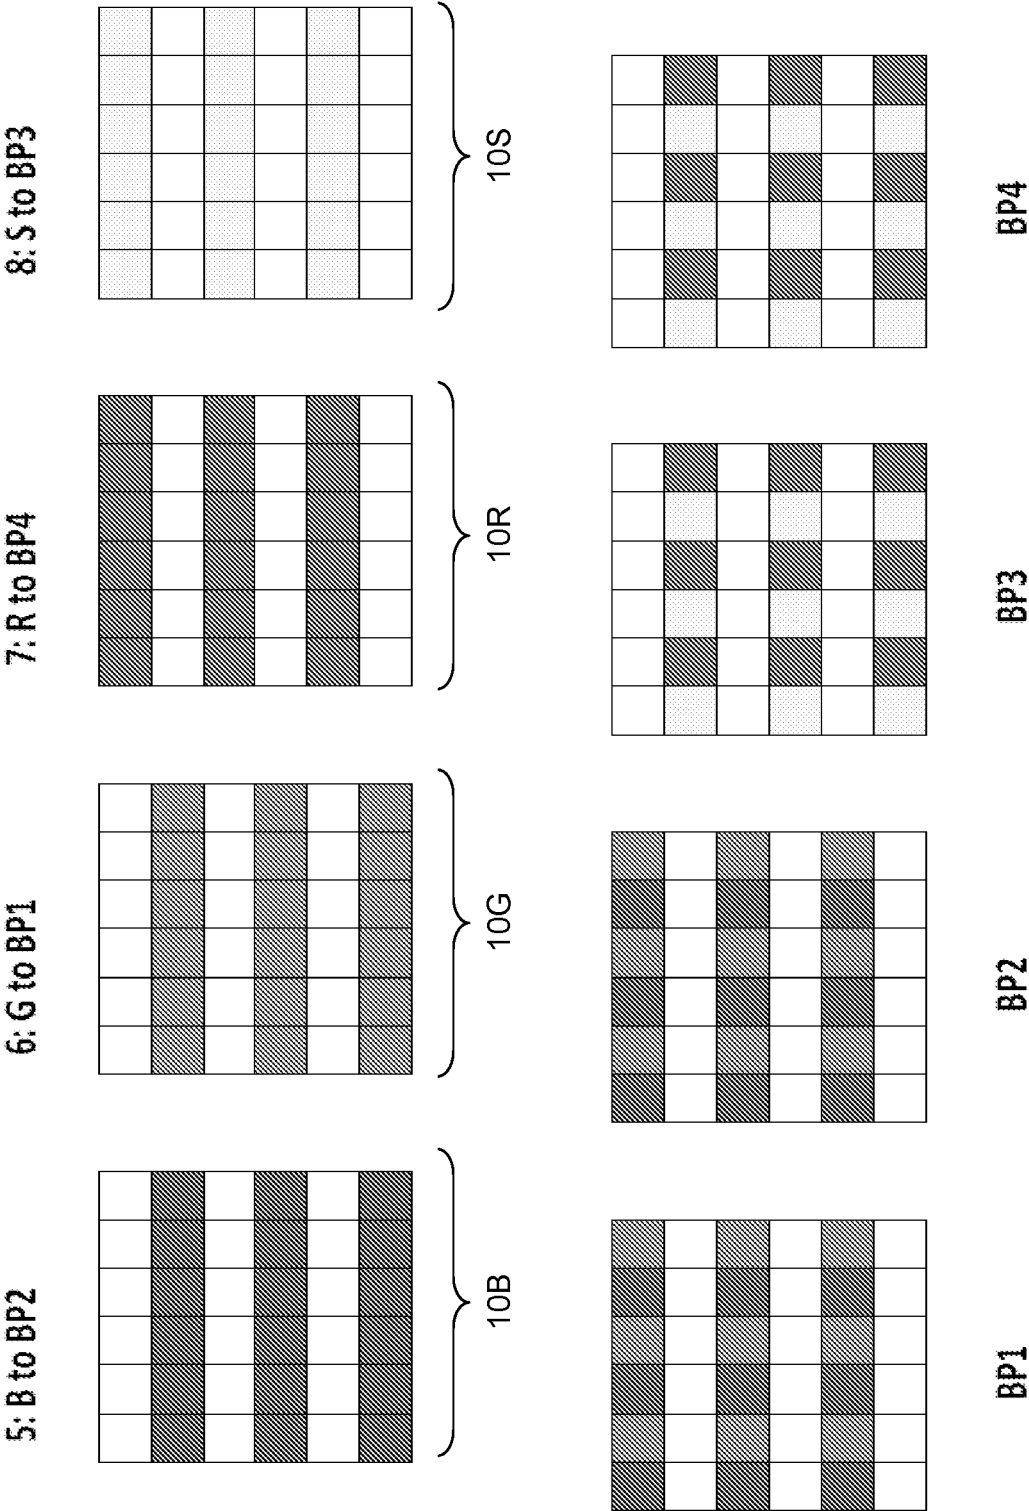 5: B to BP2
6: G to BP1
7: R to BP4
8: S to BP3
10B
10G
10R
10S
BP1
BP2
BP3
BP4